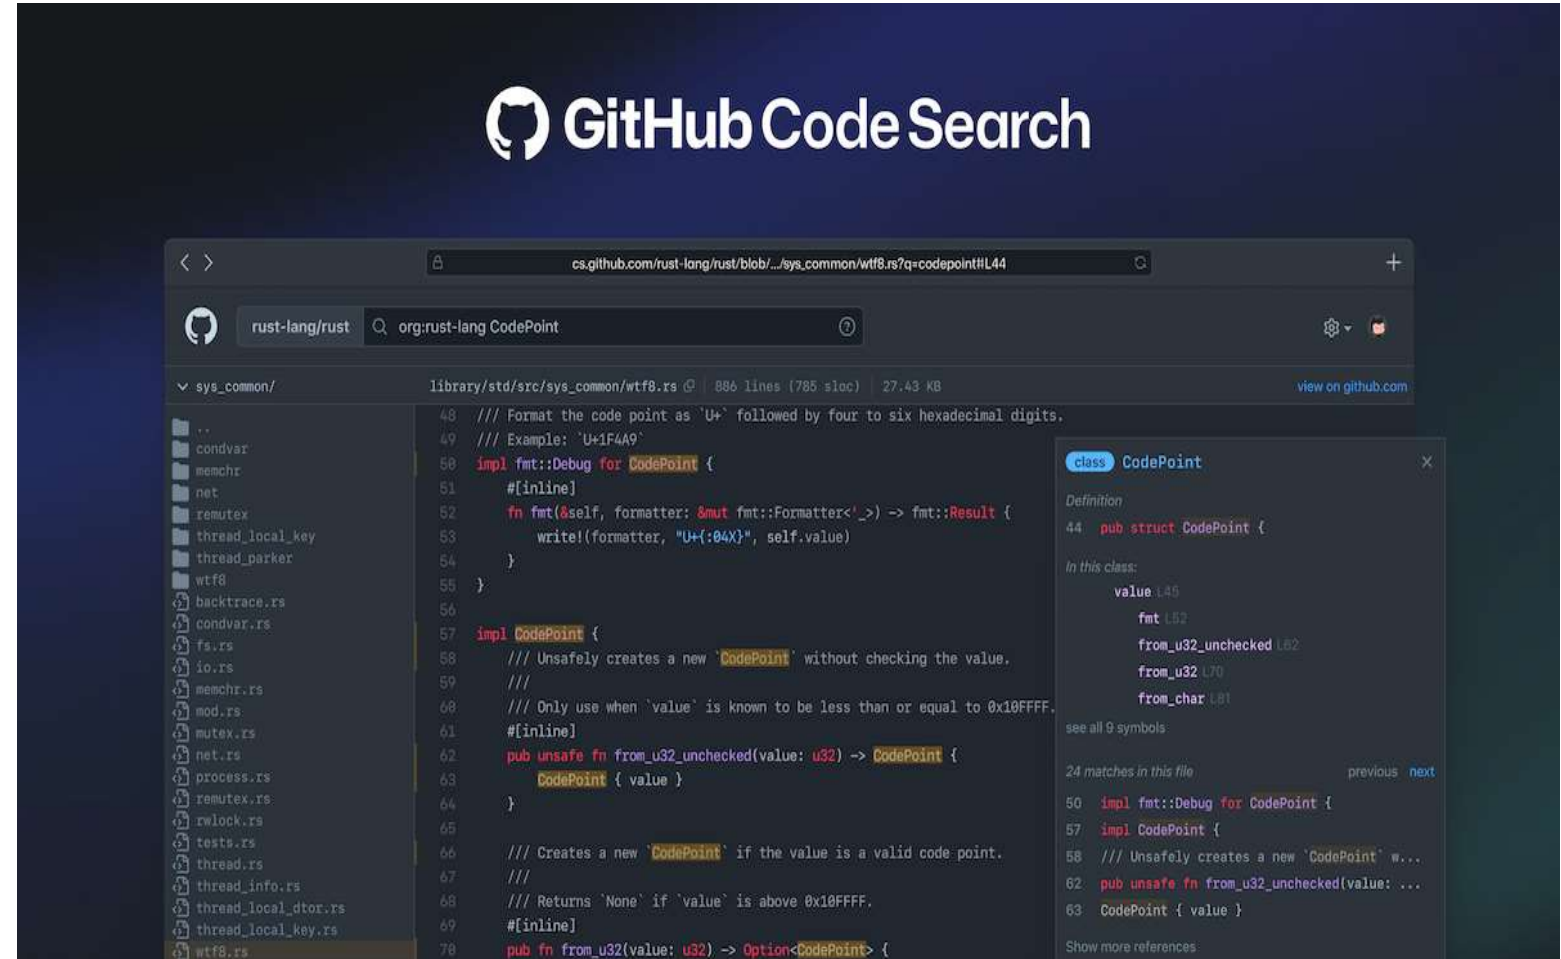 GitHub Code Search
cs.github.com/rust-lang/rust/blob/.../sys_common/wtf8.rs?q=codepoint#L44
rust-lang/rust
org:rust-lang CodePoint
sys_common/
library/std/src/sys_common/wtf8.rs
886 lines (785 sloc)
27.43 KB
view on github.com
..
condvar
memchr
net
remutex
thread_local_key
thread_parker
wtf8
backtrace.rs
condvar.rs
fs.rs
io.rs
memchr.rs
mod.rs
mutex.rs
net.rs
process.rs
remutex.rs
rwlock.rs
tests.rs
thread.rs
thread_info.rs
thread_local_dtor.rs
thread_local_key.rs
wtf8.rs
48 /// Format the code point as `U+` followed by four to six hexadecimal digits.
49 /// Example: `U+1F4A9`
50 impl fmt::Debug for CodePoint {
51 #[inline]
52 fn fmt(&self, formatter: &mut fmt::Formatter<'_>) -> fmt::Result {
53 write!(formatter, "U+{:04X}", self.value)
54 }
55 }
56
57 impl CodePoint {
58 /// Unsafely creates a new `CodePoint` without checking the value.
59 ///
60 /// Only use when `value` is known to be less than or equal to 0x10FFFF.
61 #[inline]
62 pub unsafe fn from_u32_unchecked(value: u32) -> CodePoint {
63 CodePoint { value }
64 }
65
66 /// Creates a new `CodePoint` if the value is a valid code point.
67 ///
68 /// Returns `None` if `value` is above 0x10FFFF.
69 #[inline]
70 pub fn from_u32(value: u32) -> Option<CodePoint> {
class CodePoint
Definition
44 pub struct CodePoint {
In this class:
value L45
fmt L52
from_u32_unchecked L62
from_u32 L70
from_char L81
see all 9 symbols
24 matches in this file
previous next
50 impl fmt::Debug for CodePoint {
57 impl CodePoint {
58 /// Unsafely creates a new `CodePoint` w...
62 pub unsafe fn from_u32_unchecked(value: ...
63 CodePoint { value }
Show more references